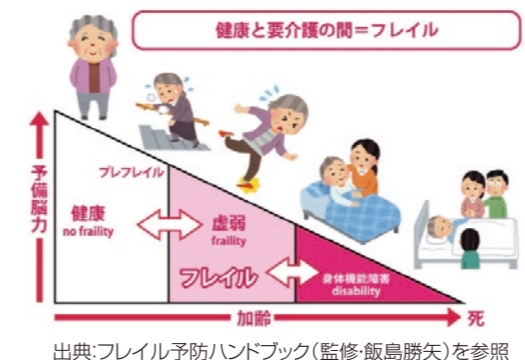 健康と要介護の間＝フレイル
予備脳力
プレフレイル
健康
no fraility
虚弱
fraility
フレイル
身体機能障害
disability
加齢
死
出典:フレイル予防ハンドブック(監修・飯島勝矢)を参照